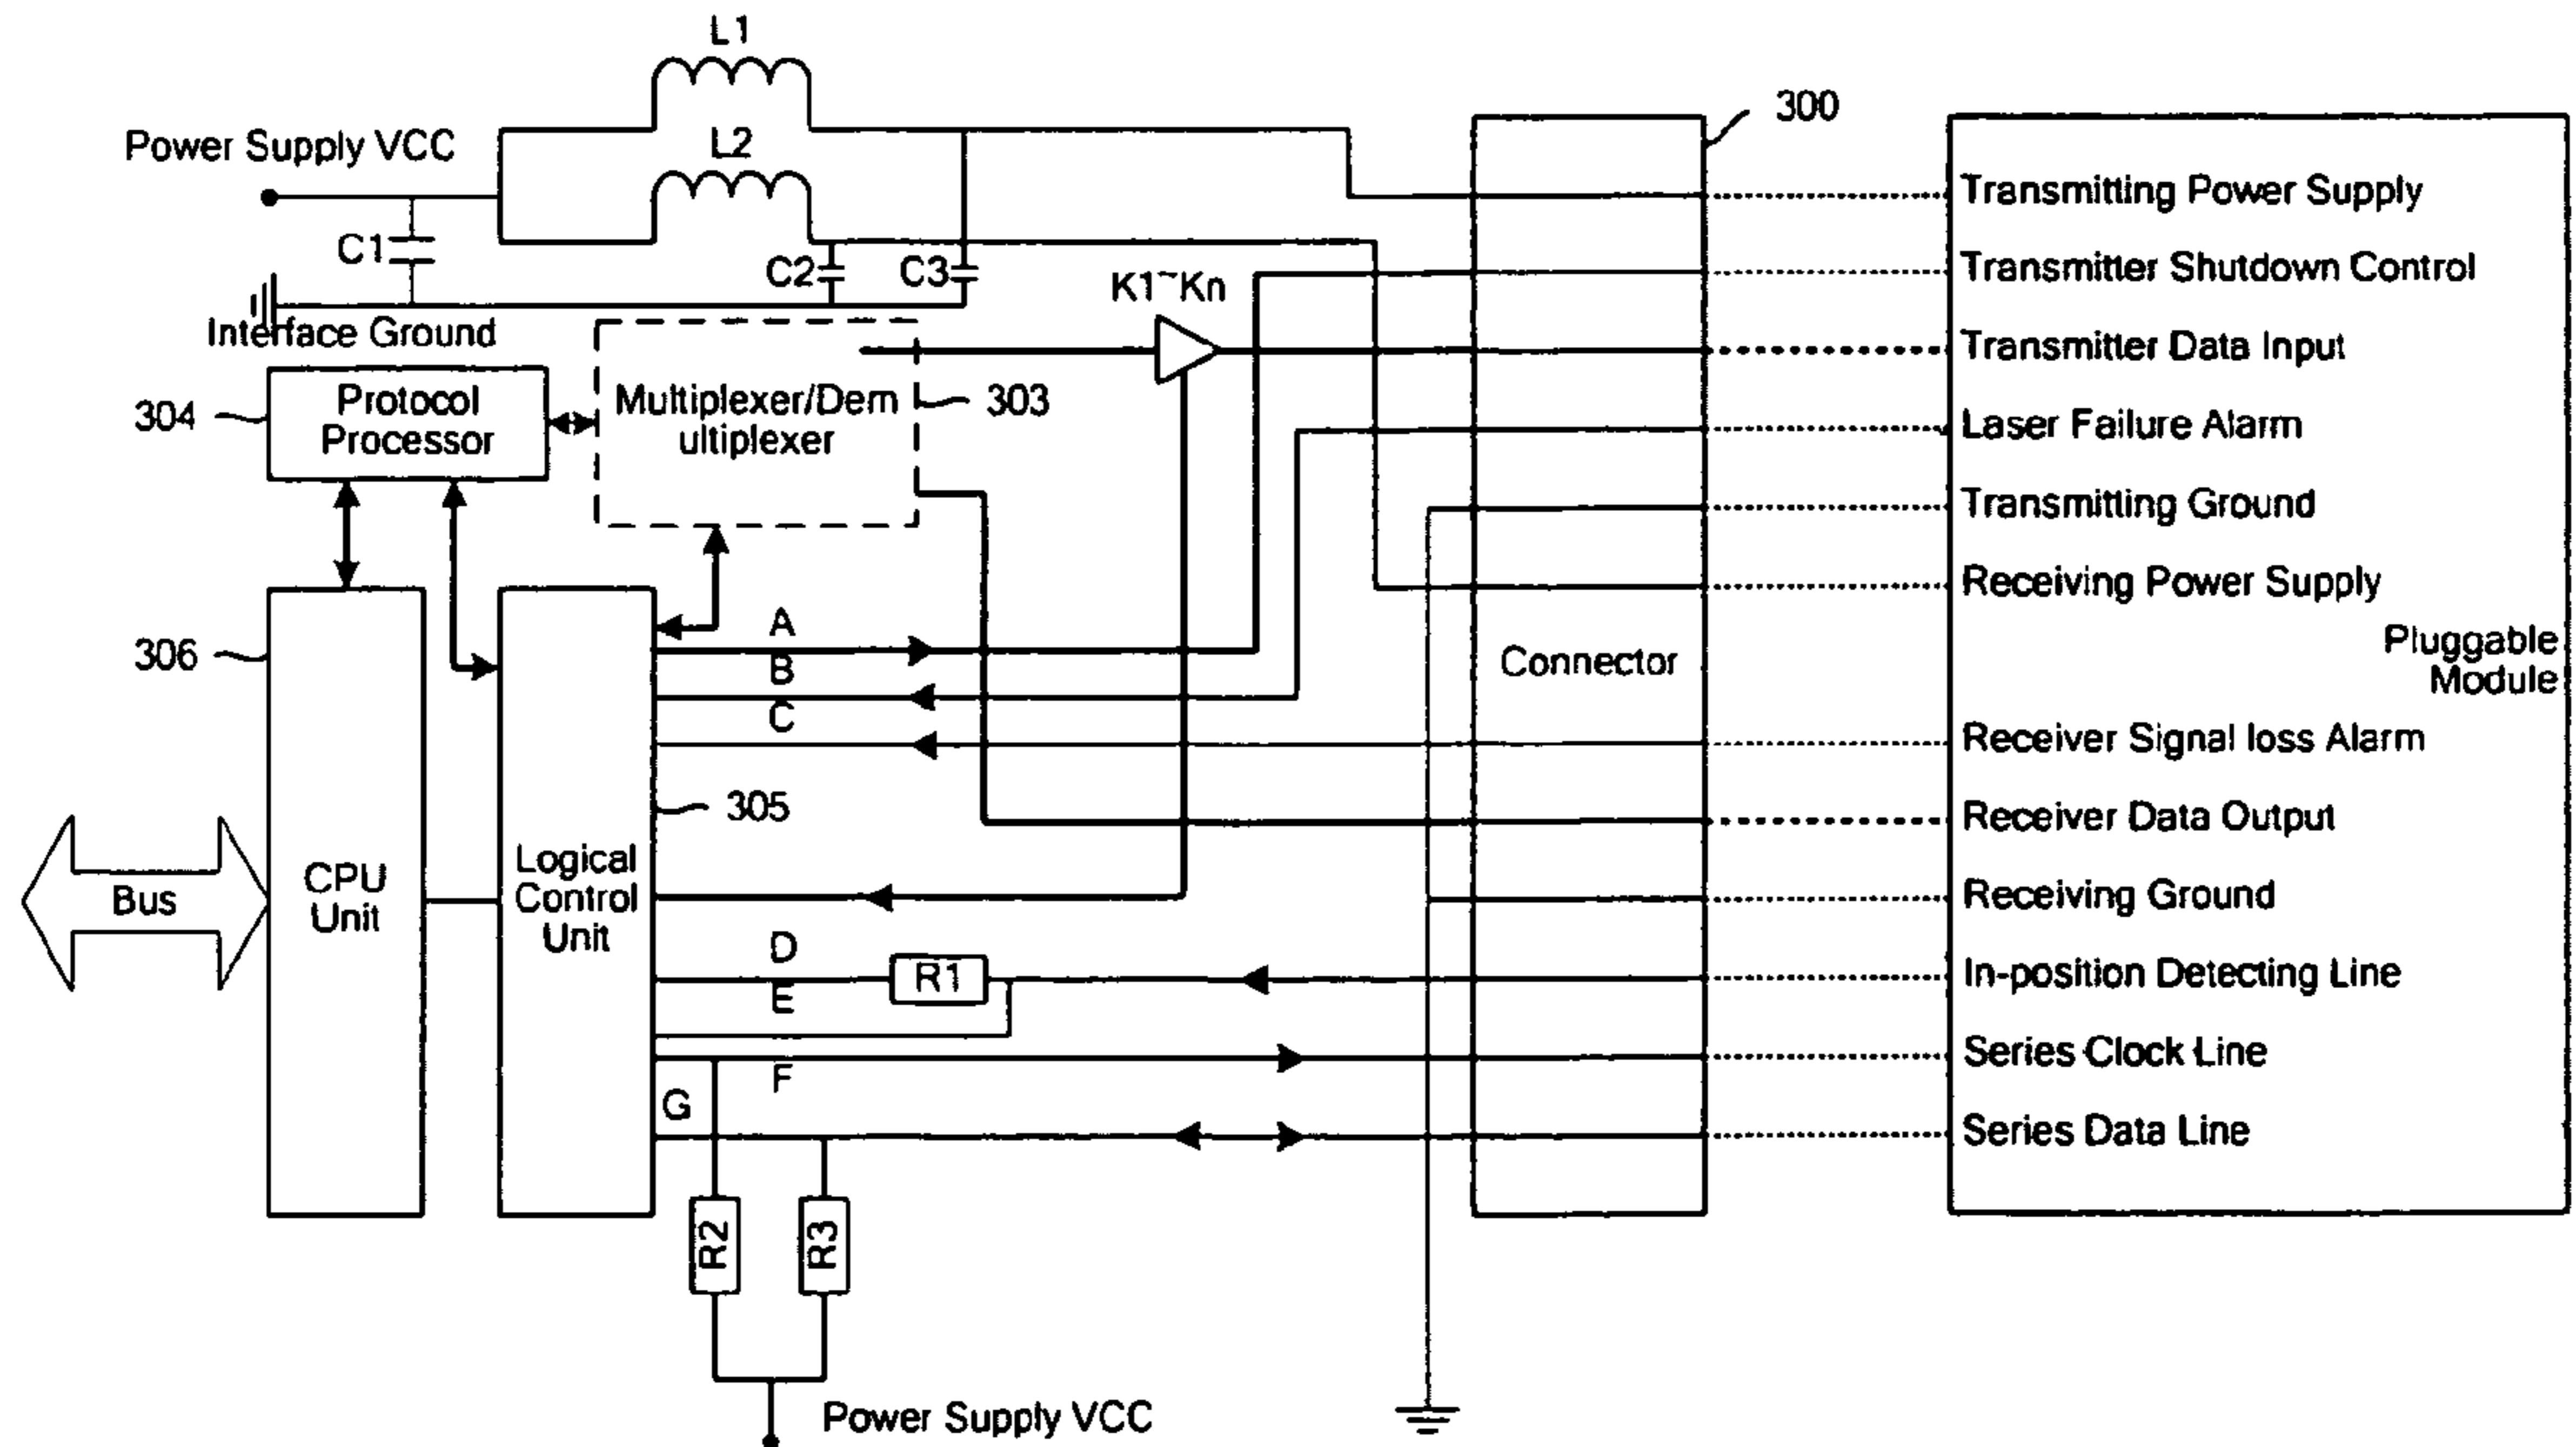 L1
300
Power Supply VCC
L2
Transmitting Power Supply
C1
C2
C3
K1~Kn
Transmitter Shutdown Control
Interface Ground
Transmitter Data Input
304
Protocol
Processor
Multiplexer/Dem
ultiplexer
303
Laser Failure Alarm
Transmitting Ground
Receiving Power Supply
306
A
B
C
Connector
Pluggable
Module
Receiver Signal loss Alarm
305
Receiver Data Output
Bus
CPU
Unit
Logical
Control
Unit
Receiving Ground
D
R1
E
In-position Detecting Line
F
Series Clock Line
G
Series Data Line
R2
R3
Power Supply VCC